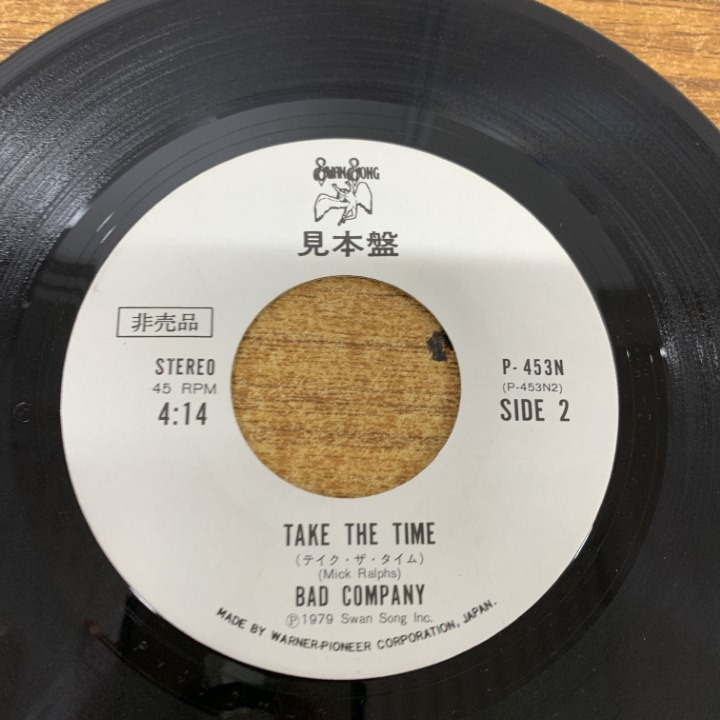 SWAN SONG
見本盤
非売品
STEREO
45 RPM
4:14
P-453N
(P-453N2)
SIDE 2
TAKE THE TIME
(テイク・ザ・タイム)
(Mick Ralphs)
BAD COMPANY
Ⓟ1979 Swan Song Inc.
MADE BY WARNER-PIONEER CORPORATION, JAPAN.